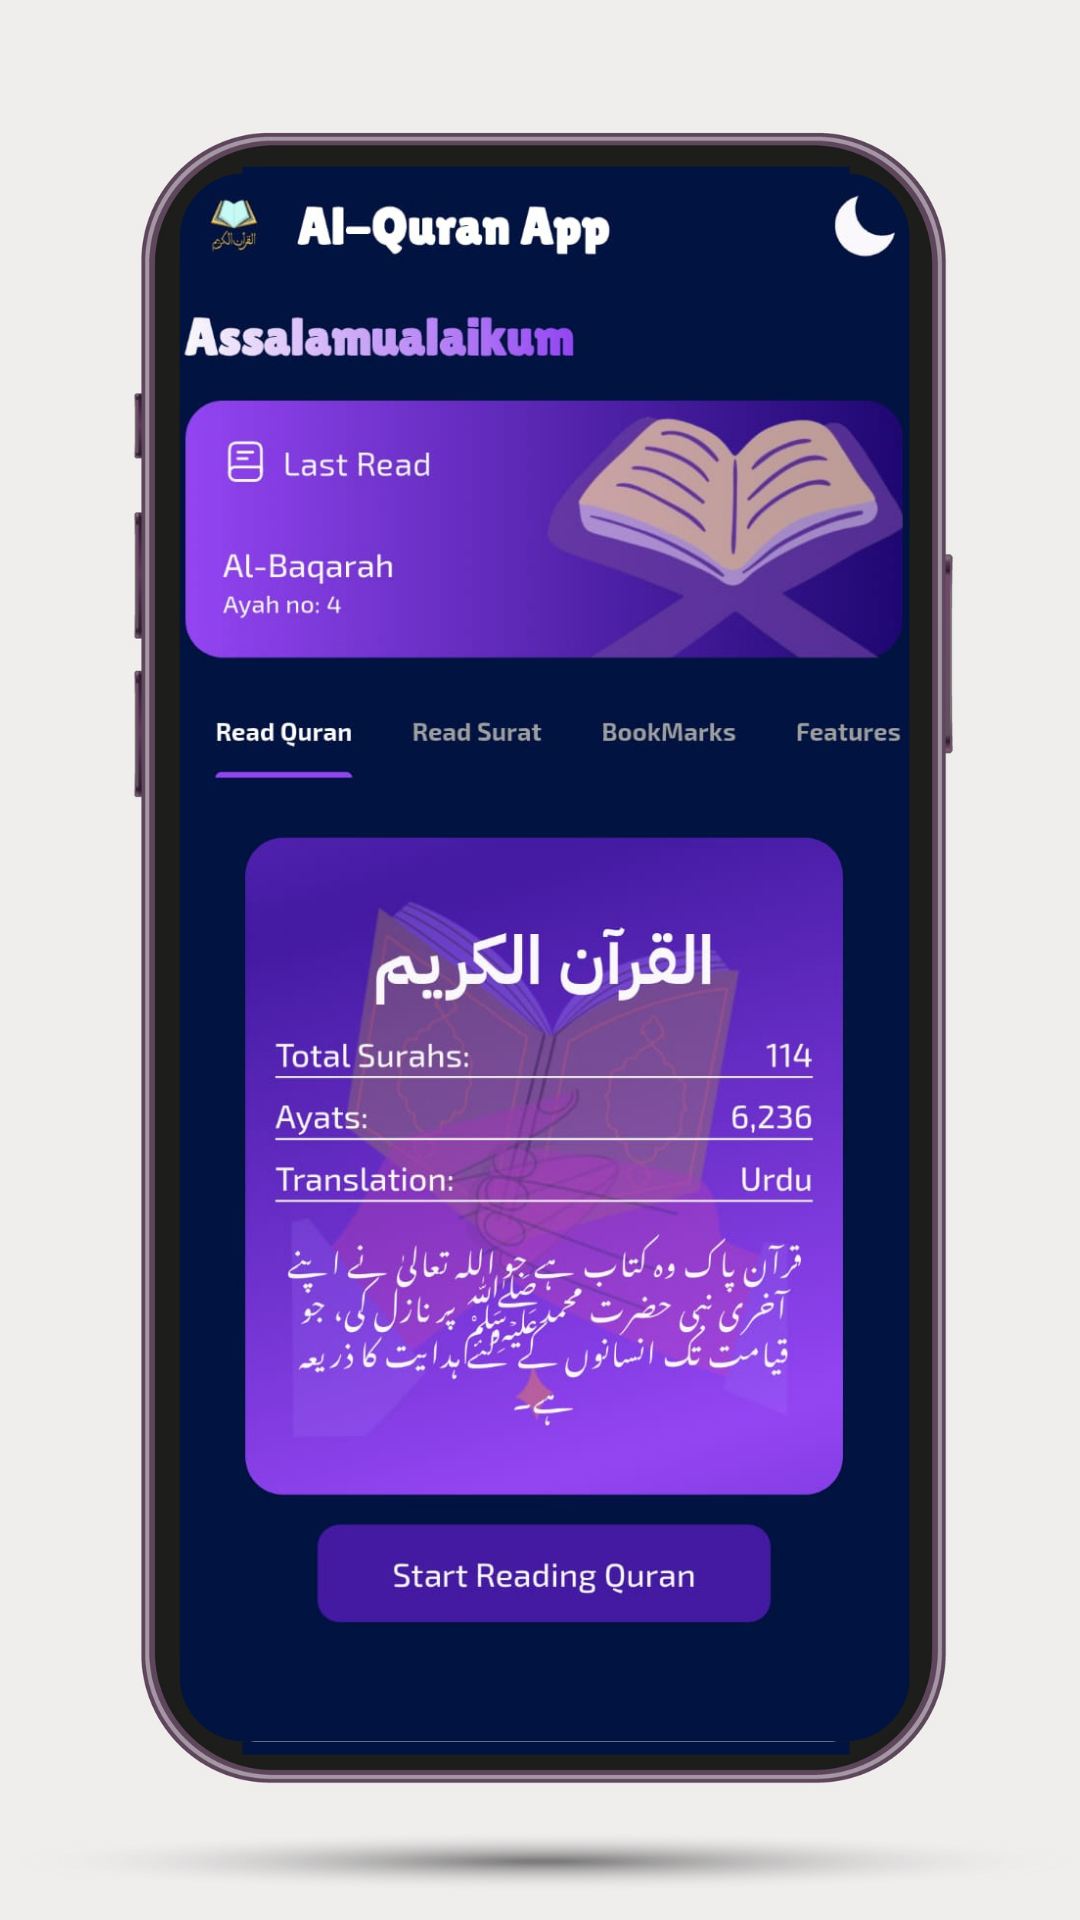 القرآن الكريم
Al-Quran App
Assalamualaikum
Last Read
Al-Baqarah
Ayah no: 4
Read Quran
Read Surat
BookMarks
Features
القرآن الكريم
Total Surahs: 114
Ayats: 6,236
Translation: Urdu
قرآن پاک وہ کتاب ہے جو اللہ تعالیٰ نے اپنے
آخری نبی حضرت محمد ﷺ پر نازل کی، جو
قیامت تک انسانوں کے لئے ہدایت کا ذریعہ
ہے۔
Start Reading Quran